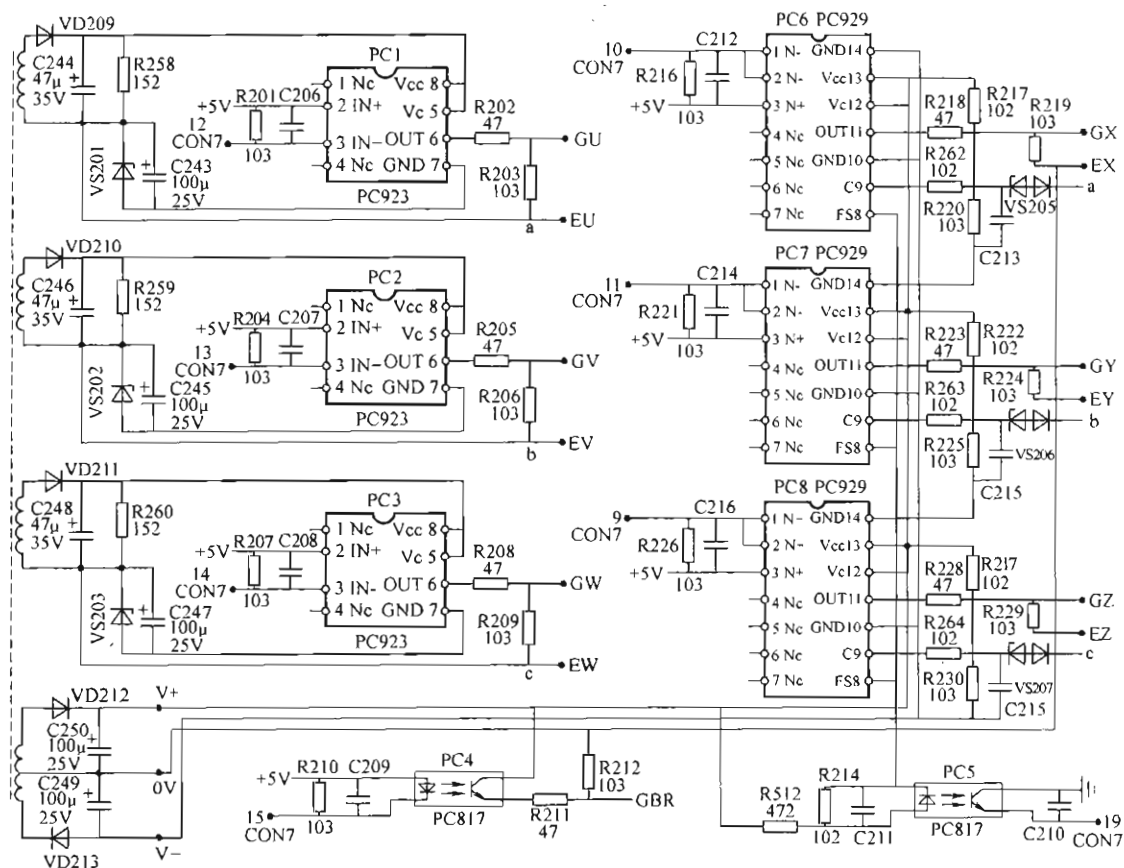 VD209
C244
47μ
35V
R258
152
VS201
C243
100μ
25V
PC1
1 Nc
2 IN+
3 IN-
4 Nc
Vcc 8
Vc 5
OUT 6
GND 7
PC923
+5V
R201
C206
12
CON7
103
R202
47
GU
R203
103
a
EU
VD210
C246
47μ
35V
R259
152
VS202
C245
100μ
25V
PC2
1 Nc
2 IN+
3 IN-
4 Nc
Vcc 8
Vc 5
OUT 6
GND 7
PC923
+5V
R204
C207
13
CON7
103
R205
47
GV
R206
103
b
EV
VD211
C248
47μ
35V
R260
152
VS203
C247
100μ
25V
PC3
1 Nc
2 IN+
3 IN-
4 Nc
Vcc 8
Vc 5
OUT 6
GND 7
PC923
+5V
R207
C208
14
CON7
103
R208
47
GW
R209
103
c
EW
VD212
V+
C250
100μ
25V
C249
100μ
25V
0V
VD213
V-
PC6 PC929
10
CON7
R216
C212
+5V
103
1 N-
2 N-
3 N+
4 Nc
5 Nc
6 Nc
7 Nc
GND14
Vcc13
Vc12
OUT11
GND10
C9
FS8
R218
47
R217
102
R219
103
GX
EX
R262
102
a
VS205
R220
103
C213
PC7 PC929
11
CON7
R221
C214
+5V
103
1 N-
2 N-
3 N+
4 Nc
5 Nc
6 Nc
7 Nc
GND14
Vcc13
Vc12
OUT11
GND10
C9
FS8
R223
47
R222
102
GY
R224
103
EY
R263
102
b
VS206
R225
103
C215
PC8 PC929
9
CON7
R226
C216
+5V
103
1 N-
2 N-
3 N+
4 Nc
5 Nc
6 Nc
7 Nc
GND14
Vcc13
Vc12
OUT11
GND10
C9
FS8
R228
47
R217
102
GZ
R229
103
EZ
R264
102
c
VS207
R230
103
C215
+5V
R210
C209
PC4
15
CON7
103
PC817
R211
47
R212
103
GBR
R512
472
R214
102
C211
PC5
PC817
C210
19
CON7